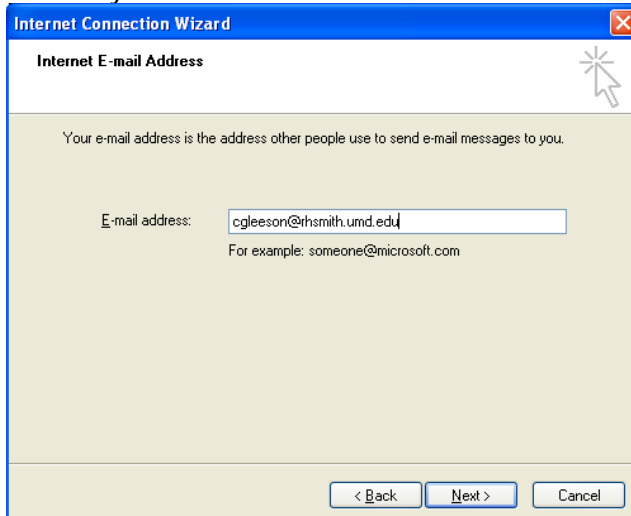 Internet Connection Wizard
Internet E-mail Address
Your e-mail address is the address other people use to send e-mail messages to you.
E-mail address: cgleeson@rhsmith.umd.edu
For example: someone@microsoft.com
< Back Next > Cancel